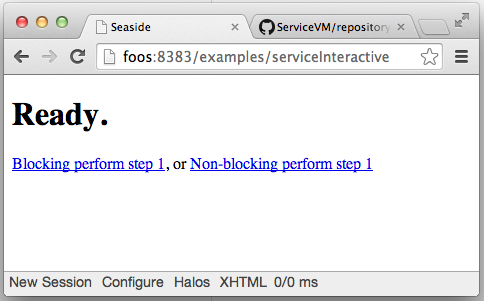 Seaside
ServiceVM/repository
foos:8383/examples/serviceInteractive
Ready.
Blocking perform step 1, or Non-blocking perform step 1
New Session Configure Halos XHTML 0/0 ms